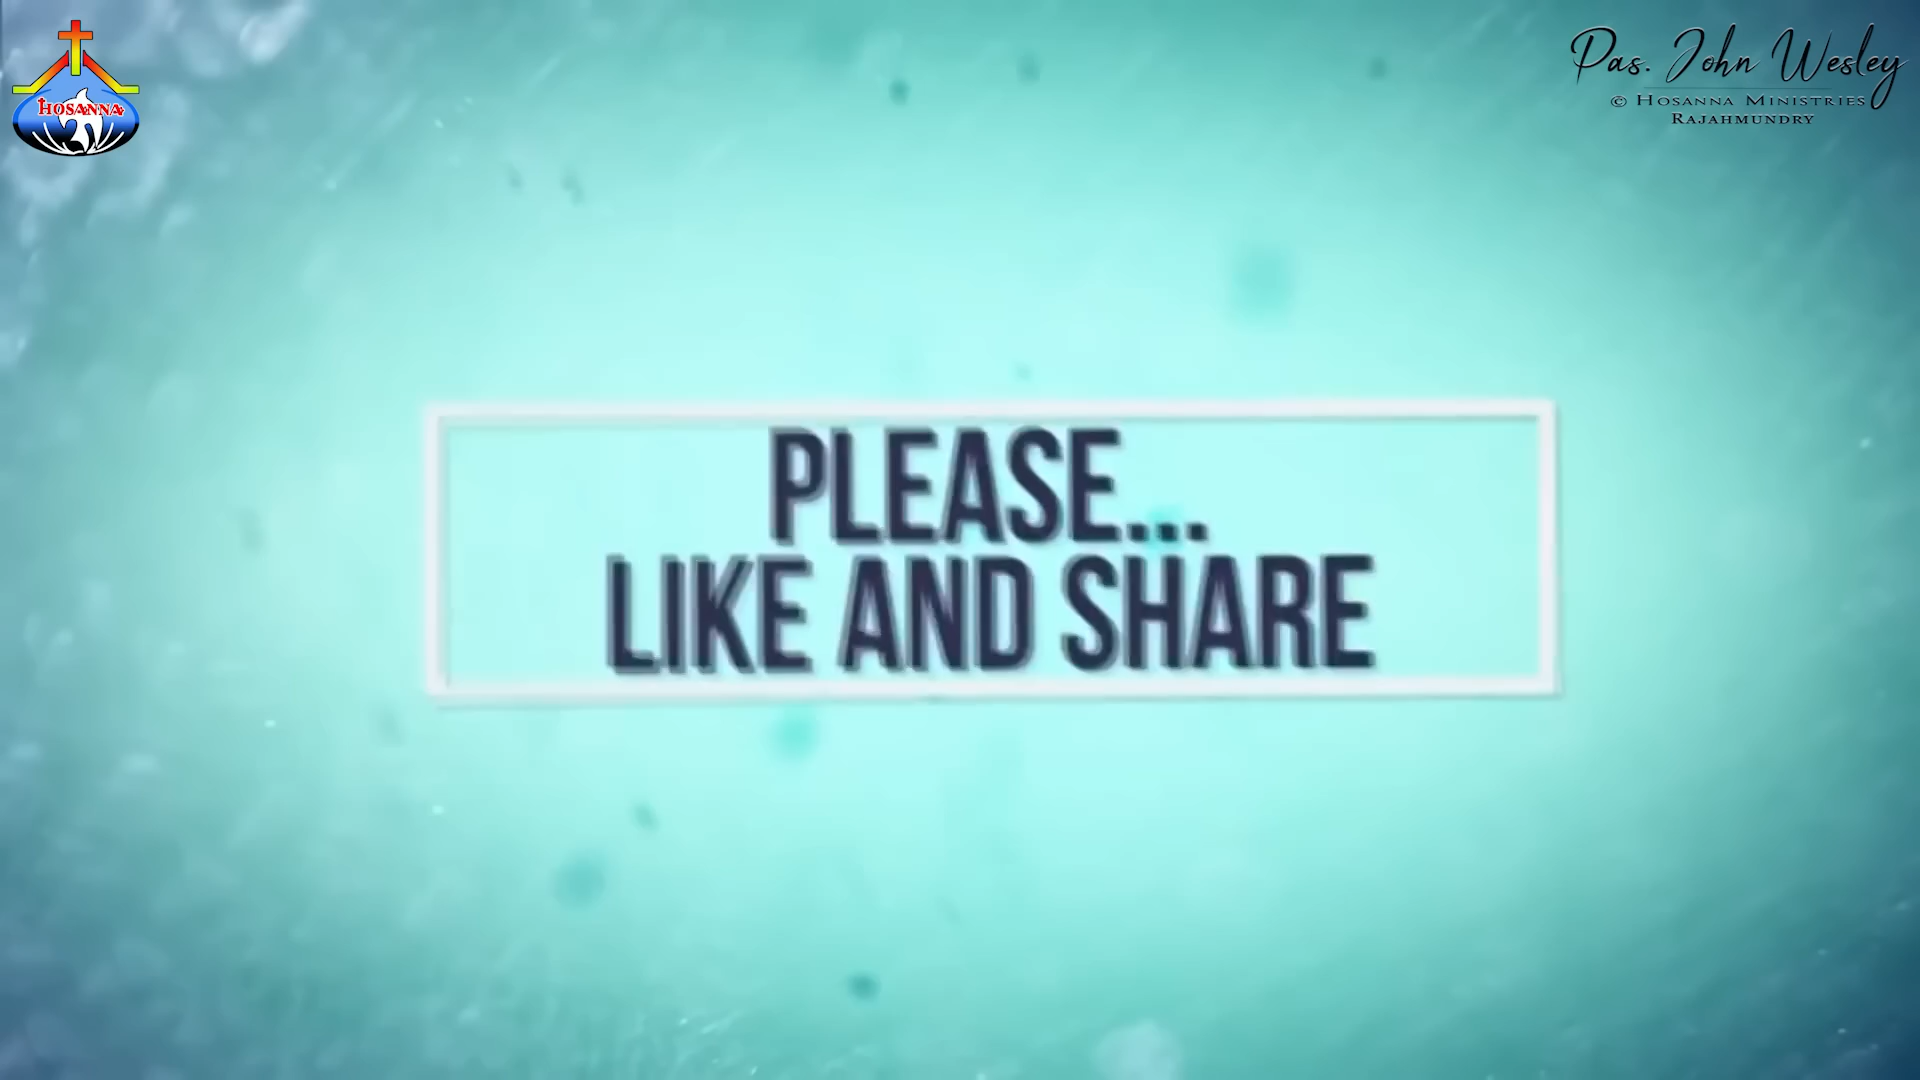 HOSANNA
Pas. John Wesley
© HOSANNA MINISTRIES
RAJAHMUNDRY
PLEASE...
LIKE AND SHARE